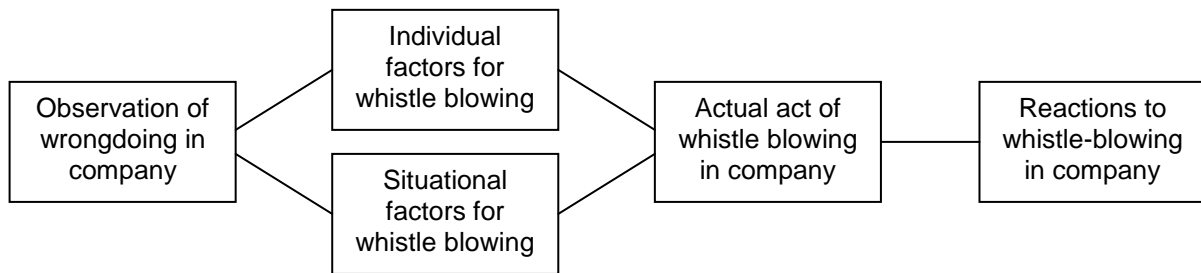 Observation of
wrongdoing in
company
Individual
factors for
whistle blowing
Situational
factors for
whistle blowing
Actual act of
whistle blowing
in company
Reactions to
whistle-blowing
in company